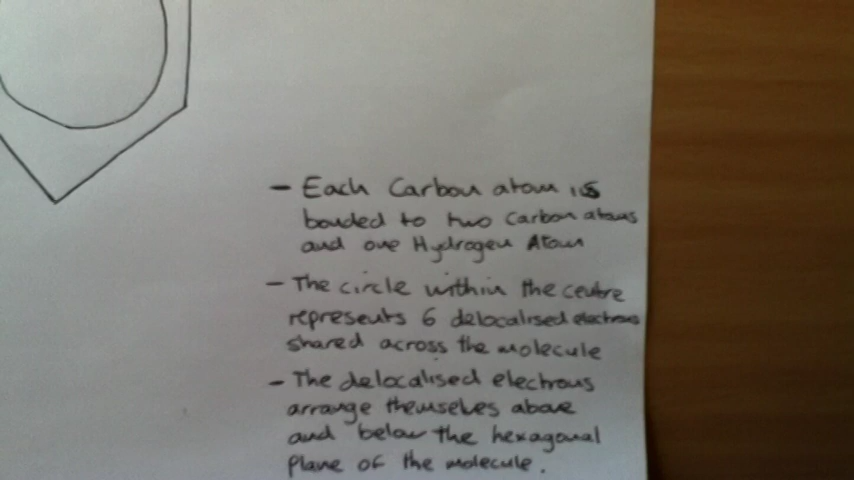 - Each Carbon atom is
bonded to two Carbon atoms
and one Hydrogen Atom
- The circle within the centre
represents 6 delocalised electrons
shared across the molecule
- The delocalised electrons
arrange themselves above
and below the hexagonal
plane of the molecule.